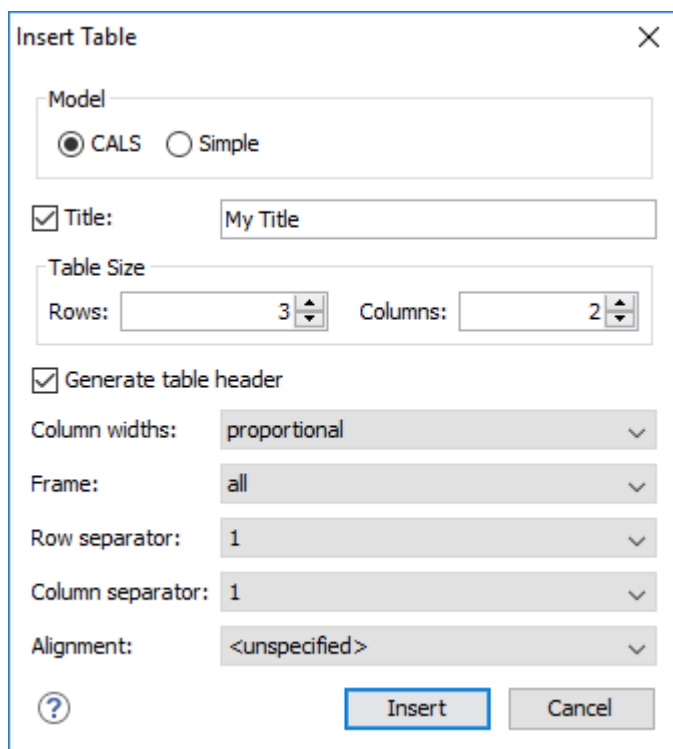 Insert Table
Model
CALS Simple
Title: My Title
Table Size
Rows: 3 Columns: 2
Generate table header
Column widths: proportional
Frame: all
Row separator: 1
Column separator: 1
Alignment: <unspecified>
? Insert Cancel